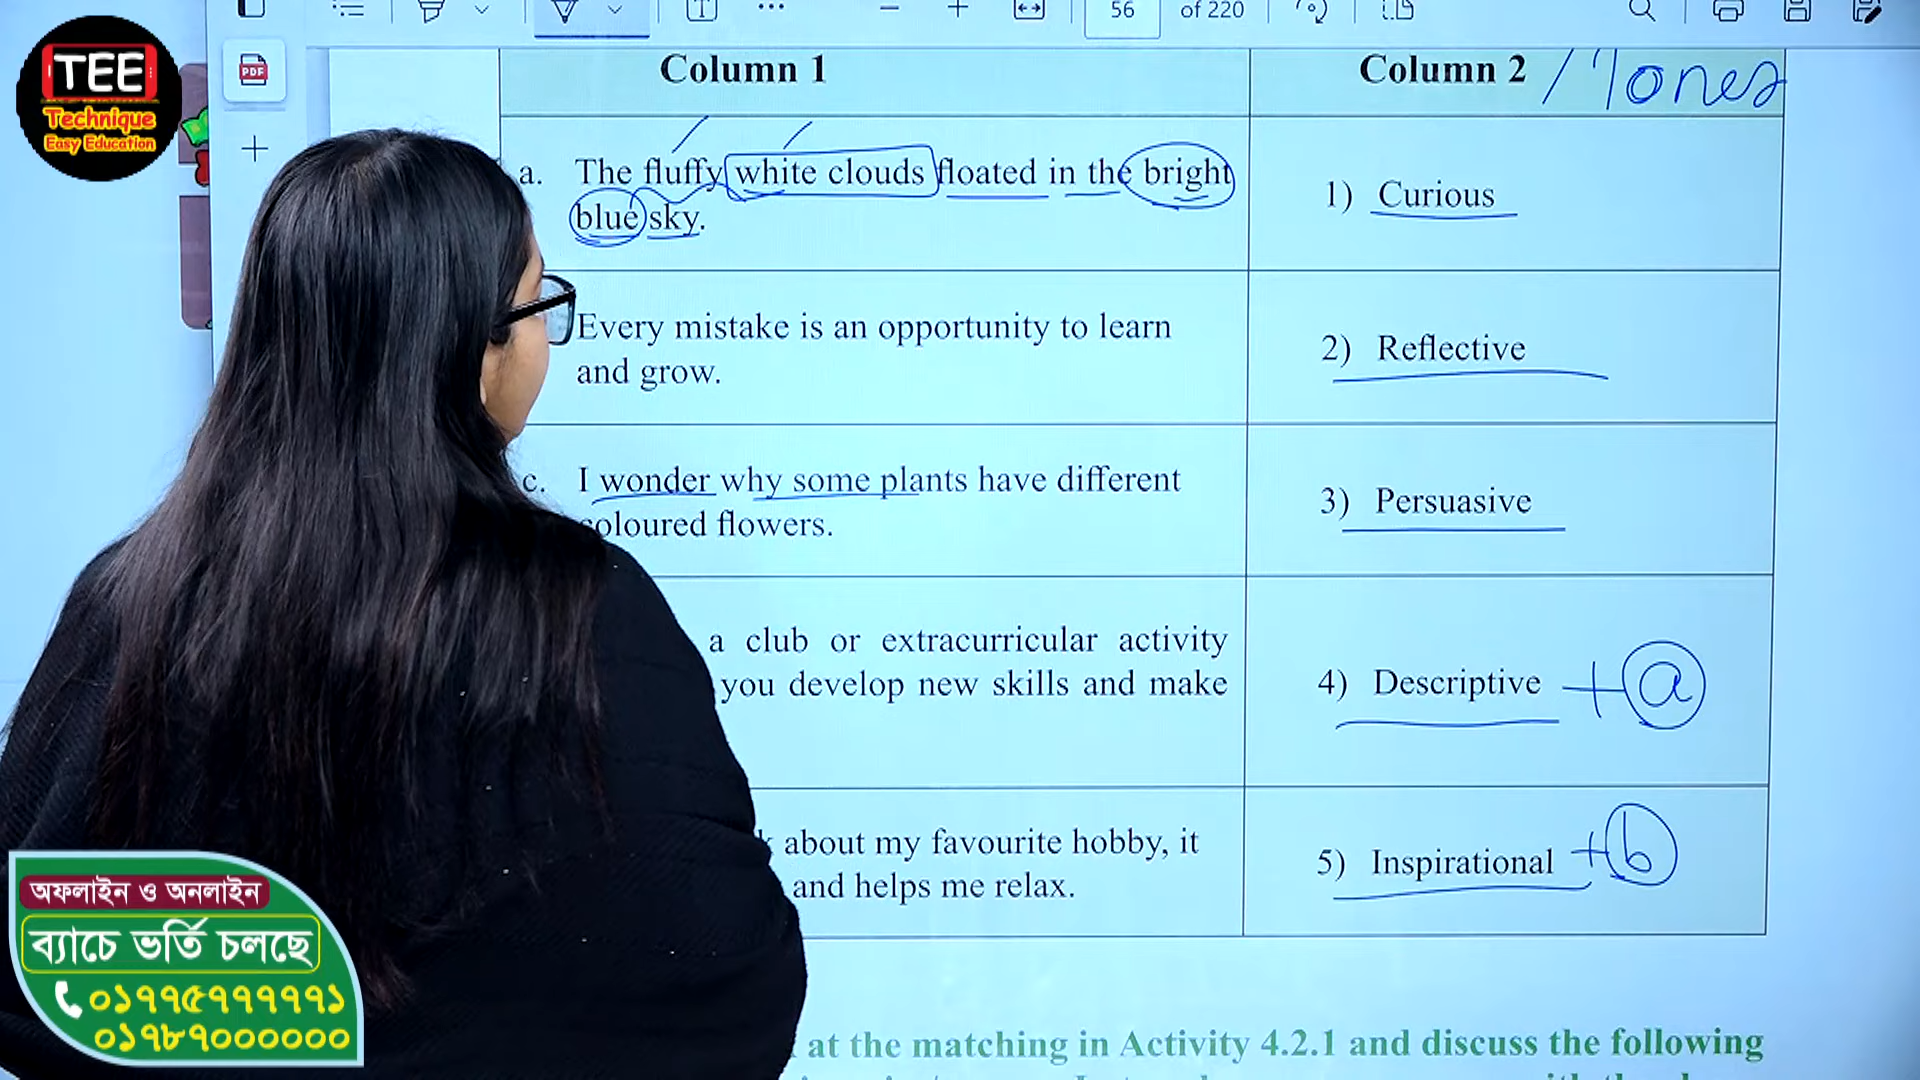 56 of 220
TEE
Technique
Easy Education
PDF
Column 1
Column 2 / Tones
a. The fluffy white clouds floated in the bright
blue sky.
1) Curious
Every mistake is an opportunity to learn
and grow.
2) Reflective
c. I wonder why some plants have different
coloured flowers.
3) Persuasive
a club or extracurricular activity
you develop new skills and make
4) Descriptive + a
about my favourite hobby, it
and helps me relax.
5) Inspirational + b
at the matching in Activity 4.2.1 and discuss the following
অফলাইন ও অনলাইন
ব্যাচে ভর্তি চলছে
০১৭৭৫৭৭৭৭৭১
০১৭৮৭০০০০০০